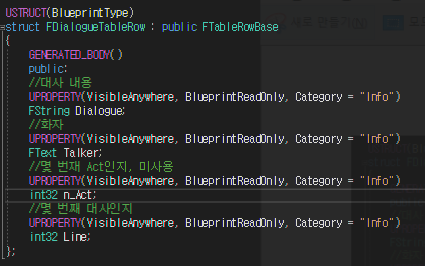 USTRUCT(BlueprintType)
struct FDialogueTableRow : public FTableRowBase
{
GENERATED_BODY()
public:
//대사 내용
UPROPERTY(VisibleAnywhere, BlueprintReadOnly, Category = "Info")
FString Dialogue;
//화자
UPROPERTY(VisibleAnywhere, BlueprintReadOnly, Category = "Info")
FText Talker;
//몇 번재 Act인지, 미사용
UPROPERTY(VisibleAnywhere, BlueprintReadOnly, Category = "Info")
int32 n_Act;
//몇 번째 대사인지
UPROPERTY(VisibleAnywhere, BlueprintReadOnly, Category = "Info")
int32 Line;
};